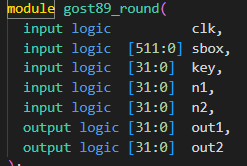 module gost89_round(
input logic clk,
input logic [511:0] sbox,
input logic [31:0] key,
input logic [31:0] n1,
input logic [31:0] n2,
output logic [31:0] out1,
output logic [31:0] out2
);